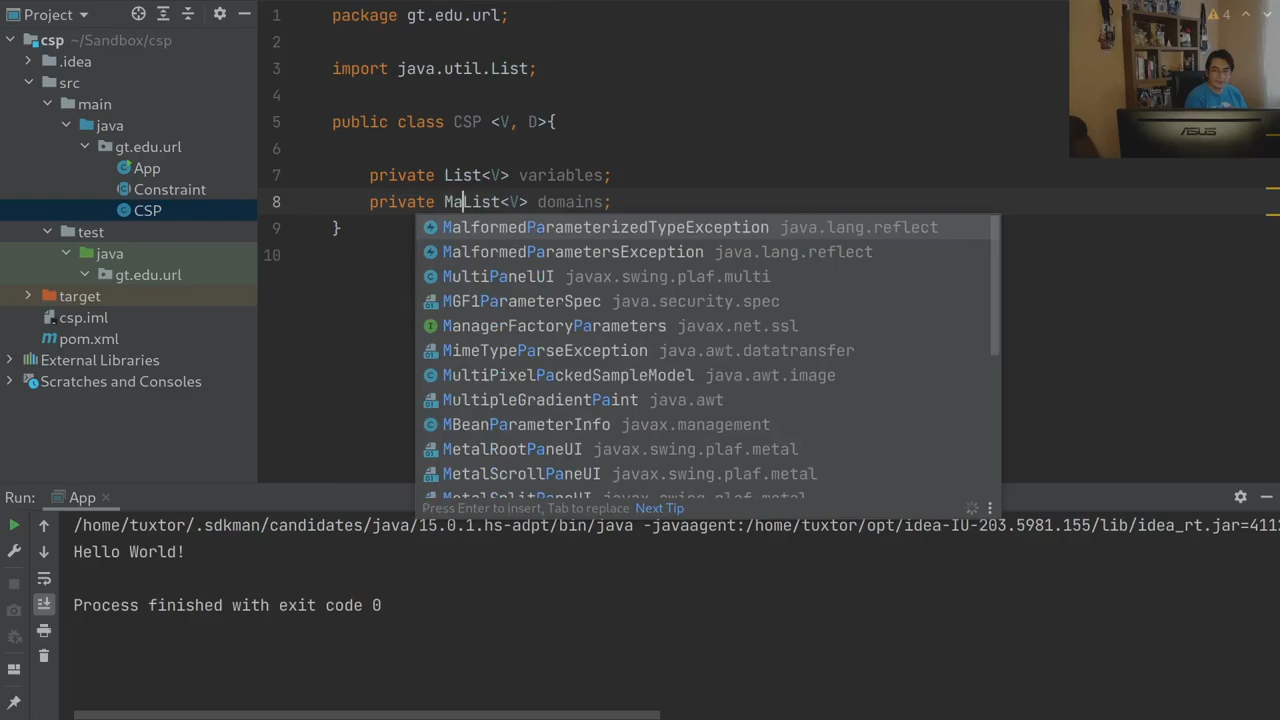 Project
csp ~/Sandbox/csp
.idea
src
main
java
gt.edu.url
App
Constraint
CSP
test
java
gt.edu.url
target
csp.iml
pom.xml
External Libraries
Scratches and Consoles
1 package gt.edu.url;
2
3 import java.util.List;
4
5 public class CSP <V, D>{
6
7 private List<V> variables;
8 private MaList<V> domains;
9 }
10
4
MalformedParameterizedTypeException java.lang.reflect
MalformedParametersException java.lang.reflect
MultiPanelUI javax.swing.plaf.multi
MGF1ParameterSpec java.security.spec
ManagerFactoryParameters javax.net.ssl
MimeTypeParseException java.awt.datatransfer
MultiPixelPackedSampleModel java.awt.image
MultipleGradientPaint java.awt
MBeanParameterInfo javax.management
MetalRootPaneUI javax.swing.plaf.metal
MetalScrollPaneUI javax.swing.plaf.metal
MetalSplitPaneUI javax.swing.plaf.metal
Press Enter to insert, Tab to replace Next Tip
ASUS
Run: App
/home/tuxtor/.sdkman/candidates/java/15.0.1.hs-adpt/bin/java -javaagent:/home/tuxtor/opt/idea-IU-203.5981.155/lib/idea_rt.jar=4112
Hello World!
Process finished with exit code 0